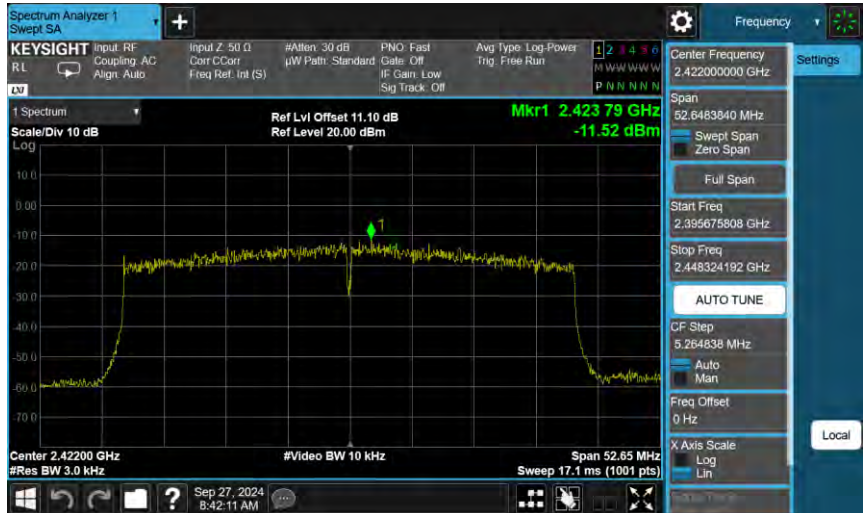 Spectrum Analyzer 1
Swept SA
+
Frequency
KEYSIGHT
RL
LXI
Input: RF
Coupling: AC
Align: Auto
Input Z: 50 Ω
Corr CCorr
Freq Ref: Int (S)
#Atten: 30 dB
µW Path: Standard
PNO: Fast
Gate: Off
IF Gain: Low
Sig Track: Off
Avg Type: Log-Power
Trig: Free Run
1 2 3 4 5 6
M W W W W W
P N N N N N
1 Spectrum
Scale/Div 10 dB
Ref Lvl Offset 11.10 dB
Ref Level 20.00 dBm
Mkr1 2.423 79 GHz
-11.52 dBm
Log
10.0
0.00
-10.0
-20.0
-30.0
-40.0
-50.0
-60.0
-70.0
1
Center 2.42200 GHz
#Res BW 3.0 kHz
#Video BW 10 kHz
Span 52.65 MHz
Sweep 17.1 ms (1001 pts)
?
Sep 27, 2024
8:42:11 AM
Center Frequency
2.422000000 GHz
Span
52.6483840 MHz
Swept Span
Zero Span
Full Span
Start Freq
2.395675808 GHz
Stop Freq
2.448324192 GHz
AUTO TUNE
CF Step
5.264838 MHz
Auto
Man
Freq Offset
0 Hz
X Axis Scale
Log
Lin
Settings
Local